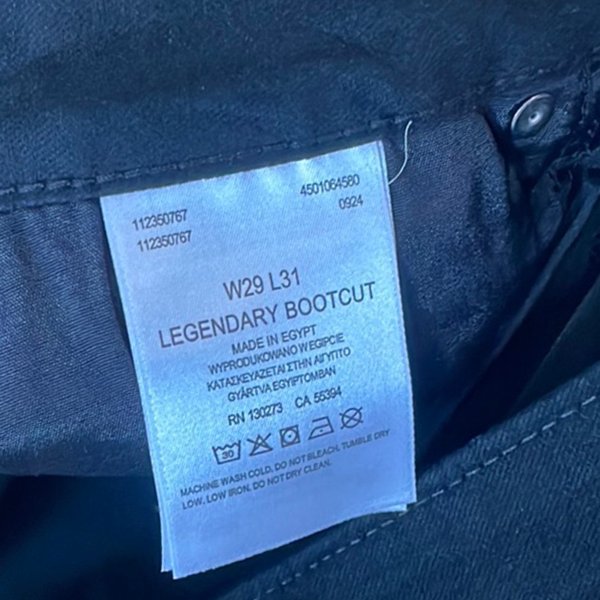 112350767
112350767
4501064580
0924
W29 L31
LEGENDARY BOOTCUT
MADE IN EGYPT
WYPRODUKOWANO W EGIPCIE
ΚΑΤΑΣΚΕΥΑΖΕΤΑΙ ΣΤΗΝ ΑΙΓΥΠΤΟ
GYÁRTVA EGYIPTOMBAN
RN 130273 CA 55394
30
MACHINE WASH COLD. DO NOT BLEACH. TUMBLE DRY
LOW. LOW IRON. DO NOT DRY CLEAN.